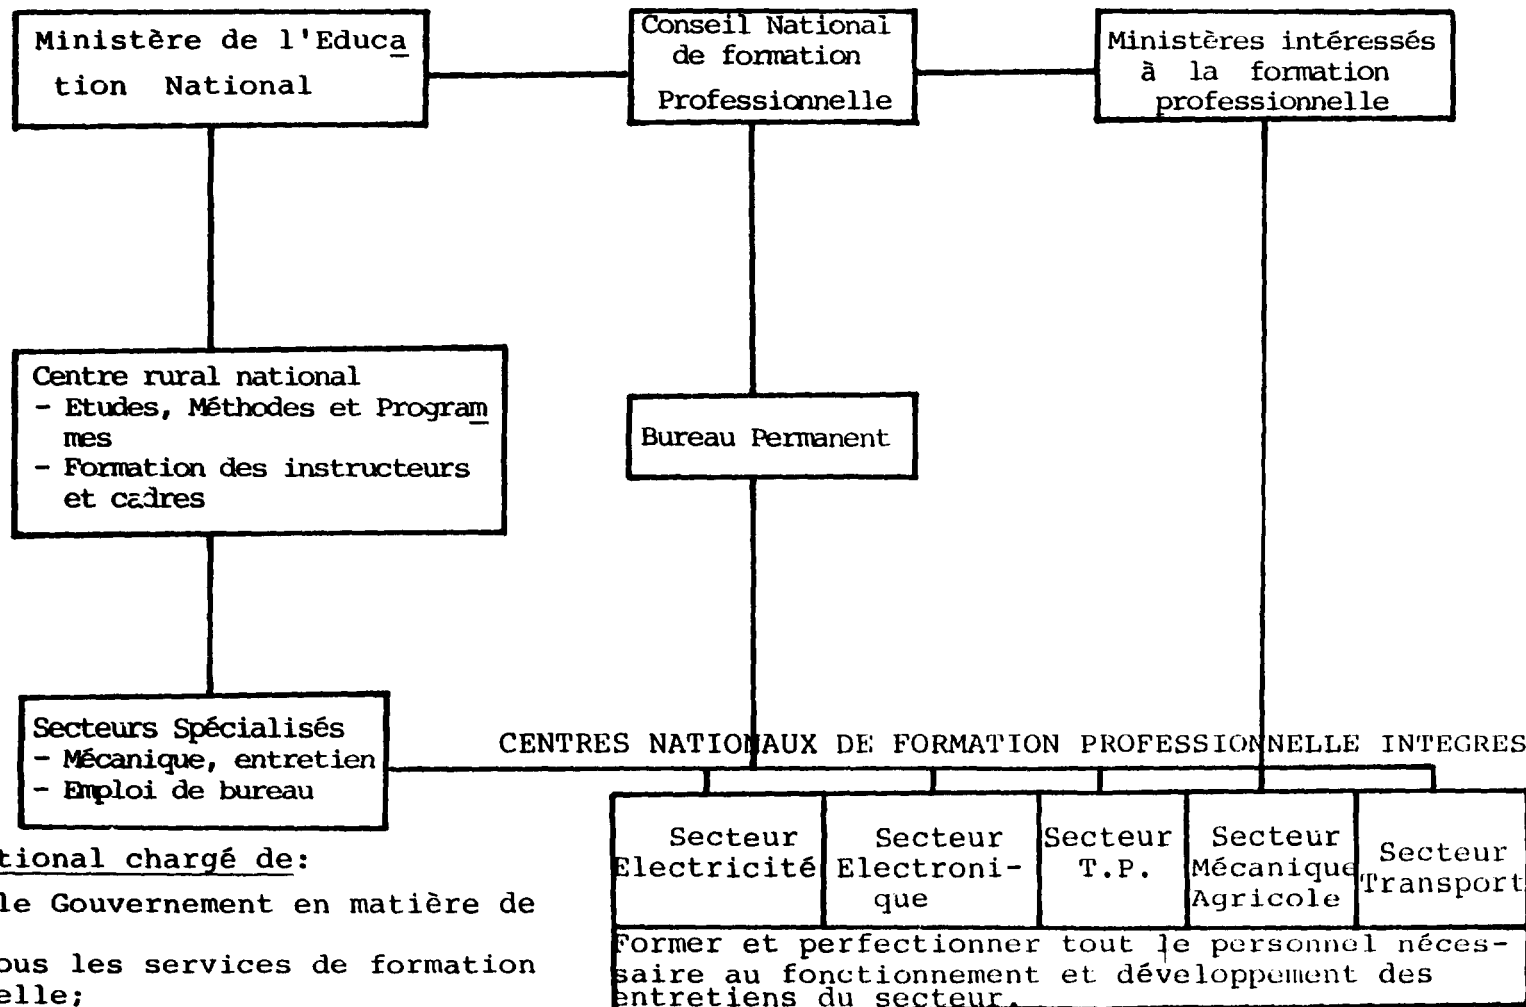 Ministère de l'Educa
tion National
Conseil National
de formation
Professionnelle
Ministères intéressés
à la formation
professionnelle
Centre rural national
- Etudes, Méthodes et Program
mes
- Formation des instructeurs
et cadres
Bureau Permanent
Secteurs Spécialisés
- Mécanique, entretien
- Emploi de bureau
CENTRES NATIONAUX DE FORMATION PROFESSIONNELLE INTEGRES
Secteur
Electricité
Secteur
Electroni-
que
Secteur
T.P.
Secteur
Mécanique
Agricole
Secteur
Transport
Former et perfectionner tout le personnel néces-
saire au fonctionnement et développement des
entretiens du secteur.
tional chargé de:
le Gouvernement en matière de
ous les services de formation
elle;